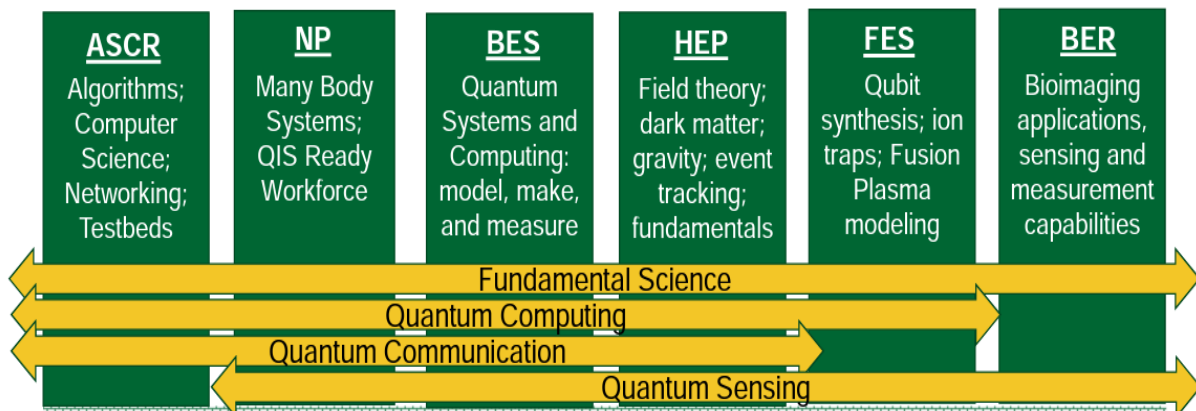 ASCR
Algorithms;
Computer
Science;
Networking;
Testbeds
NP
Many Body
Systems;
QIS Ready
Workforce
BES
Quantum
Systems and
Computing:
model, make,
and measure
HEP
Field theory;
dark matter;
gravity; event
tracking;
fundamentals
FES
Qubit
synthesis; ion
traps; Fusion
Plasma
modeling
BER
Bioimaging
applications,
sensing and
measurement
capabilities
Fundamental Science
Quantum Computing
Quantum Communication
Quantum Sensing